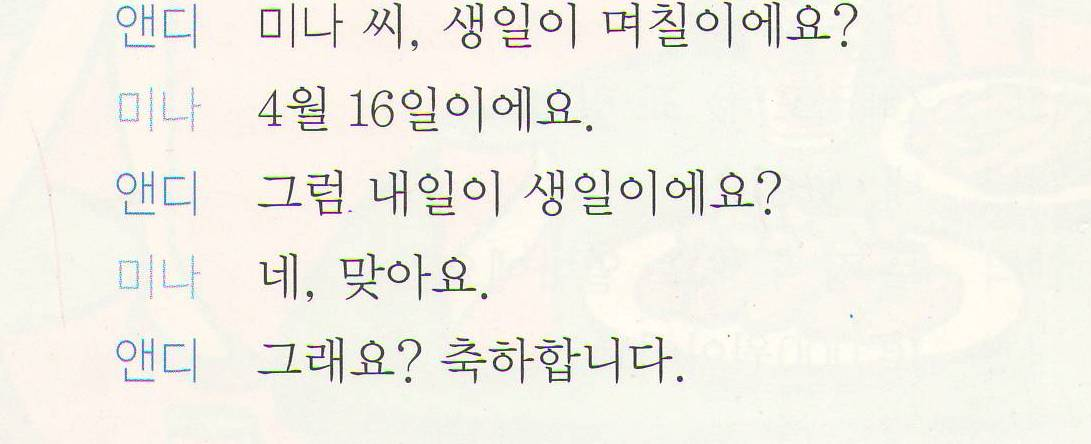 앤디 미나 씨, 생일이 며칠이에요?
미나 4월 16일이에요.
앤디 그럼 내일이 생일이에요?
미나 네, 맞아요.
앤디 그래요? 축하합니다.